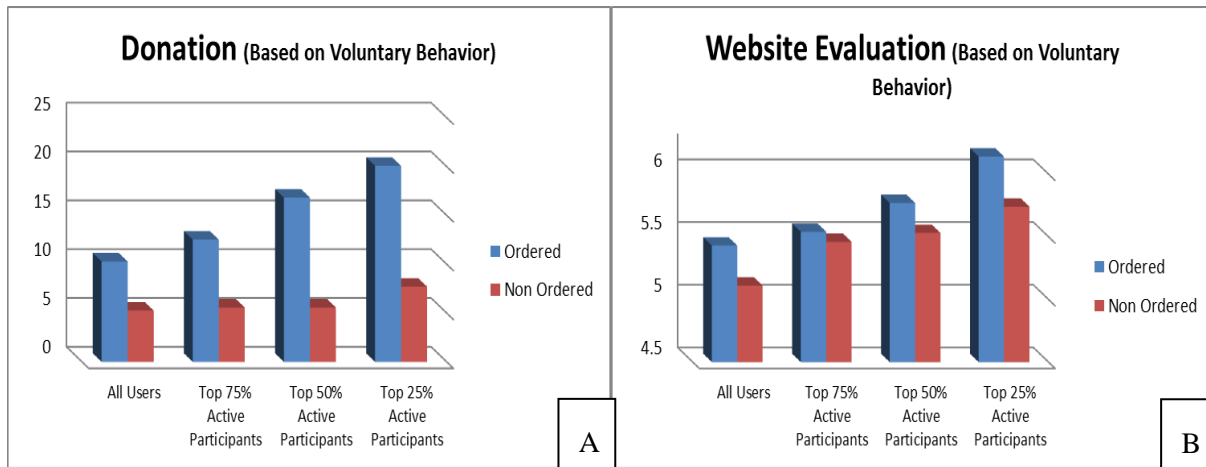 Donation (Based on Voluntary Behavior)
25
20
15
10
5
0
Ordered
Non Ordered
All Users
Top 75%
Active
Participants
Top 50%
Active
Participants
Top 25%
Active
Participants
A
Website Evaluation (Based on Voluntary
Behavior)
6
5.5
5
4.5
Ordered
Non Ordered
All Users
Top 75%
Active
Participants
Top 50%
Active
Participants
Top 25%
Active
Participants
B